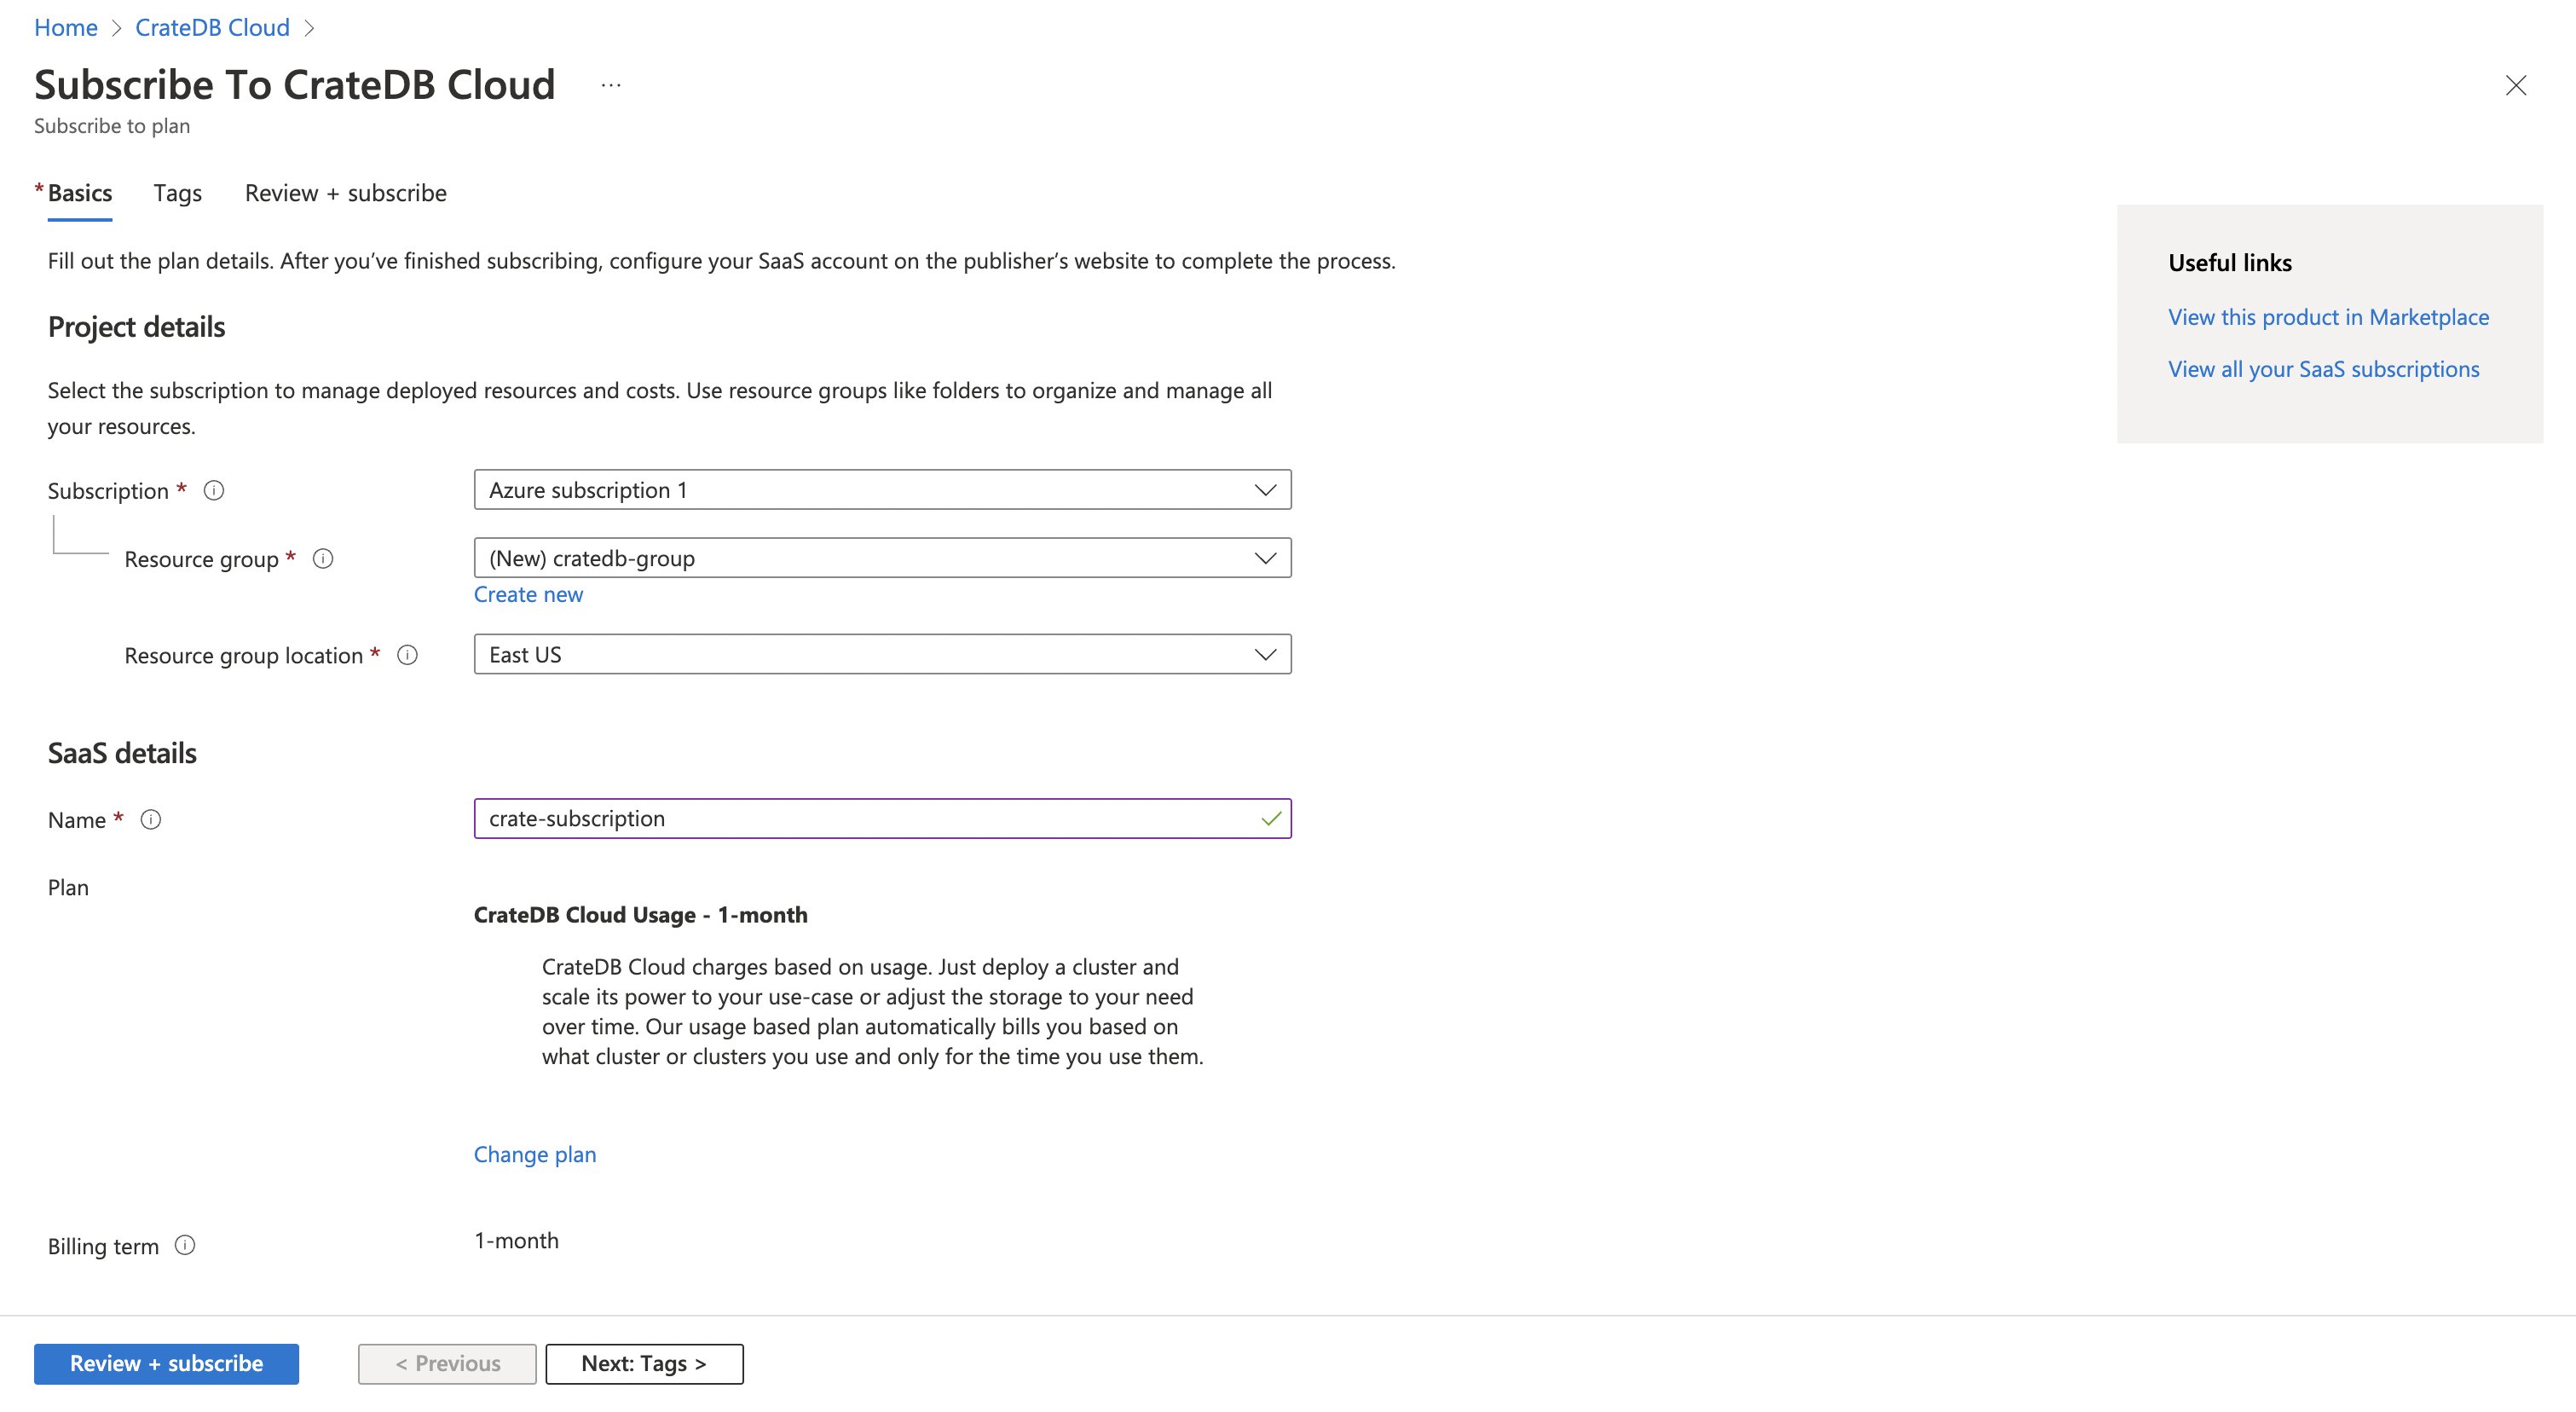 Home > CrateDB Cloud >
Subscribe To CrateDB Cloud ...
Subscribe to plan
* Basics Tags Review + subscribe
Fill out the plan details. After you’ve finished subscribing, configure your SaaS account on the publisher’s website to complete the process.
Project details
Select the subscription to manage deployed resources and costs. Use resource groups like folders to organize and manage all
your resources.
Subscription * Azure subscription 1
Resource group * (New) cratedb-group
Create new
Resource group location * East US
SaaS details
Name * crate-subscription
Plan
CrateDB Cloud Usage - 1-month
CrateDB Cloud charges based on usage. Just deploy a cluster and
scale its power to your use-case or adjust the storage to your need
over time. Our usage based plan automatically bills you based on
what cluster or clusters you use and only for the time you use them.
Change plan
Billing term 1-month
Useful links
View this product in Marketplace
View all your SaaS subscriptions
Review + subscribe < Previous Next: Tags >